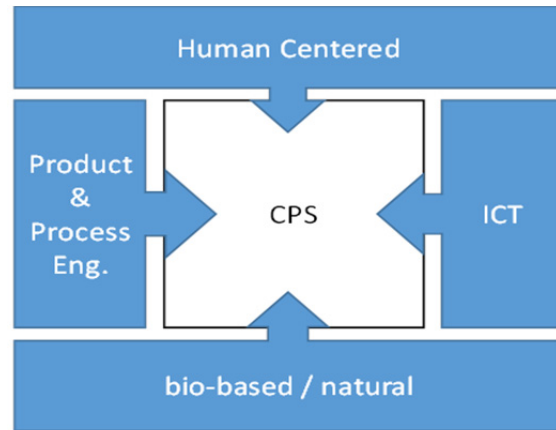 Human Centered
Product
&
Process
Eng.
CPS
ICT
bio-based / natural